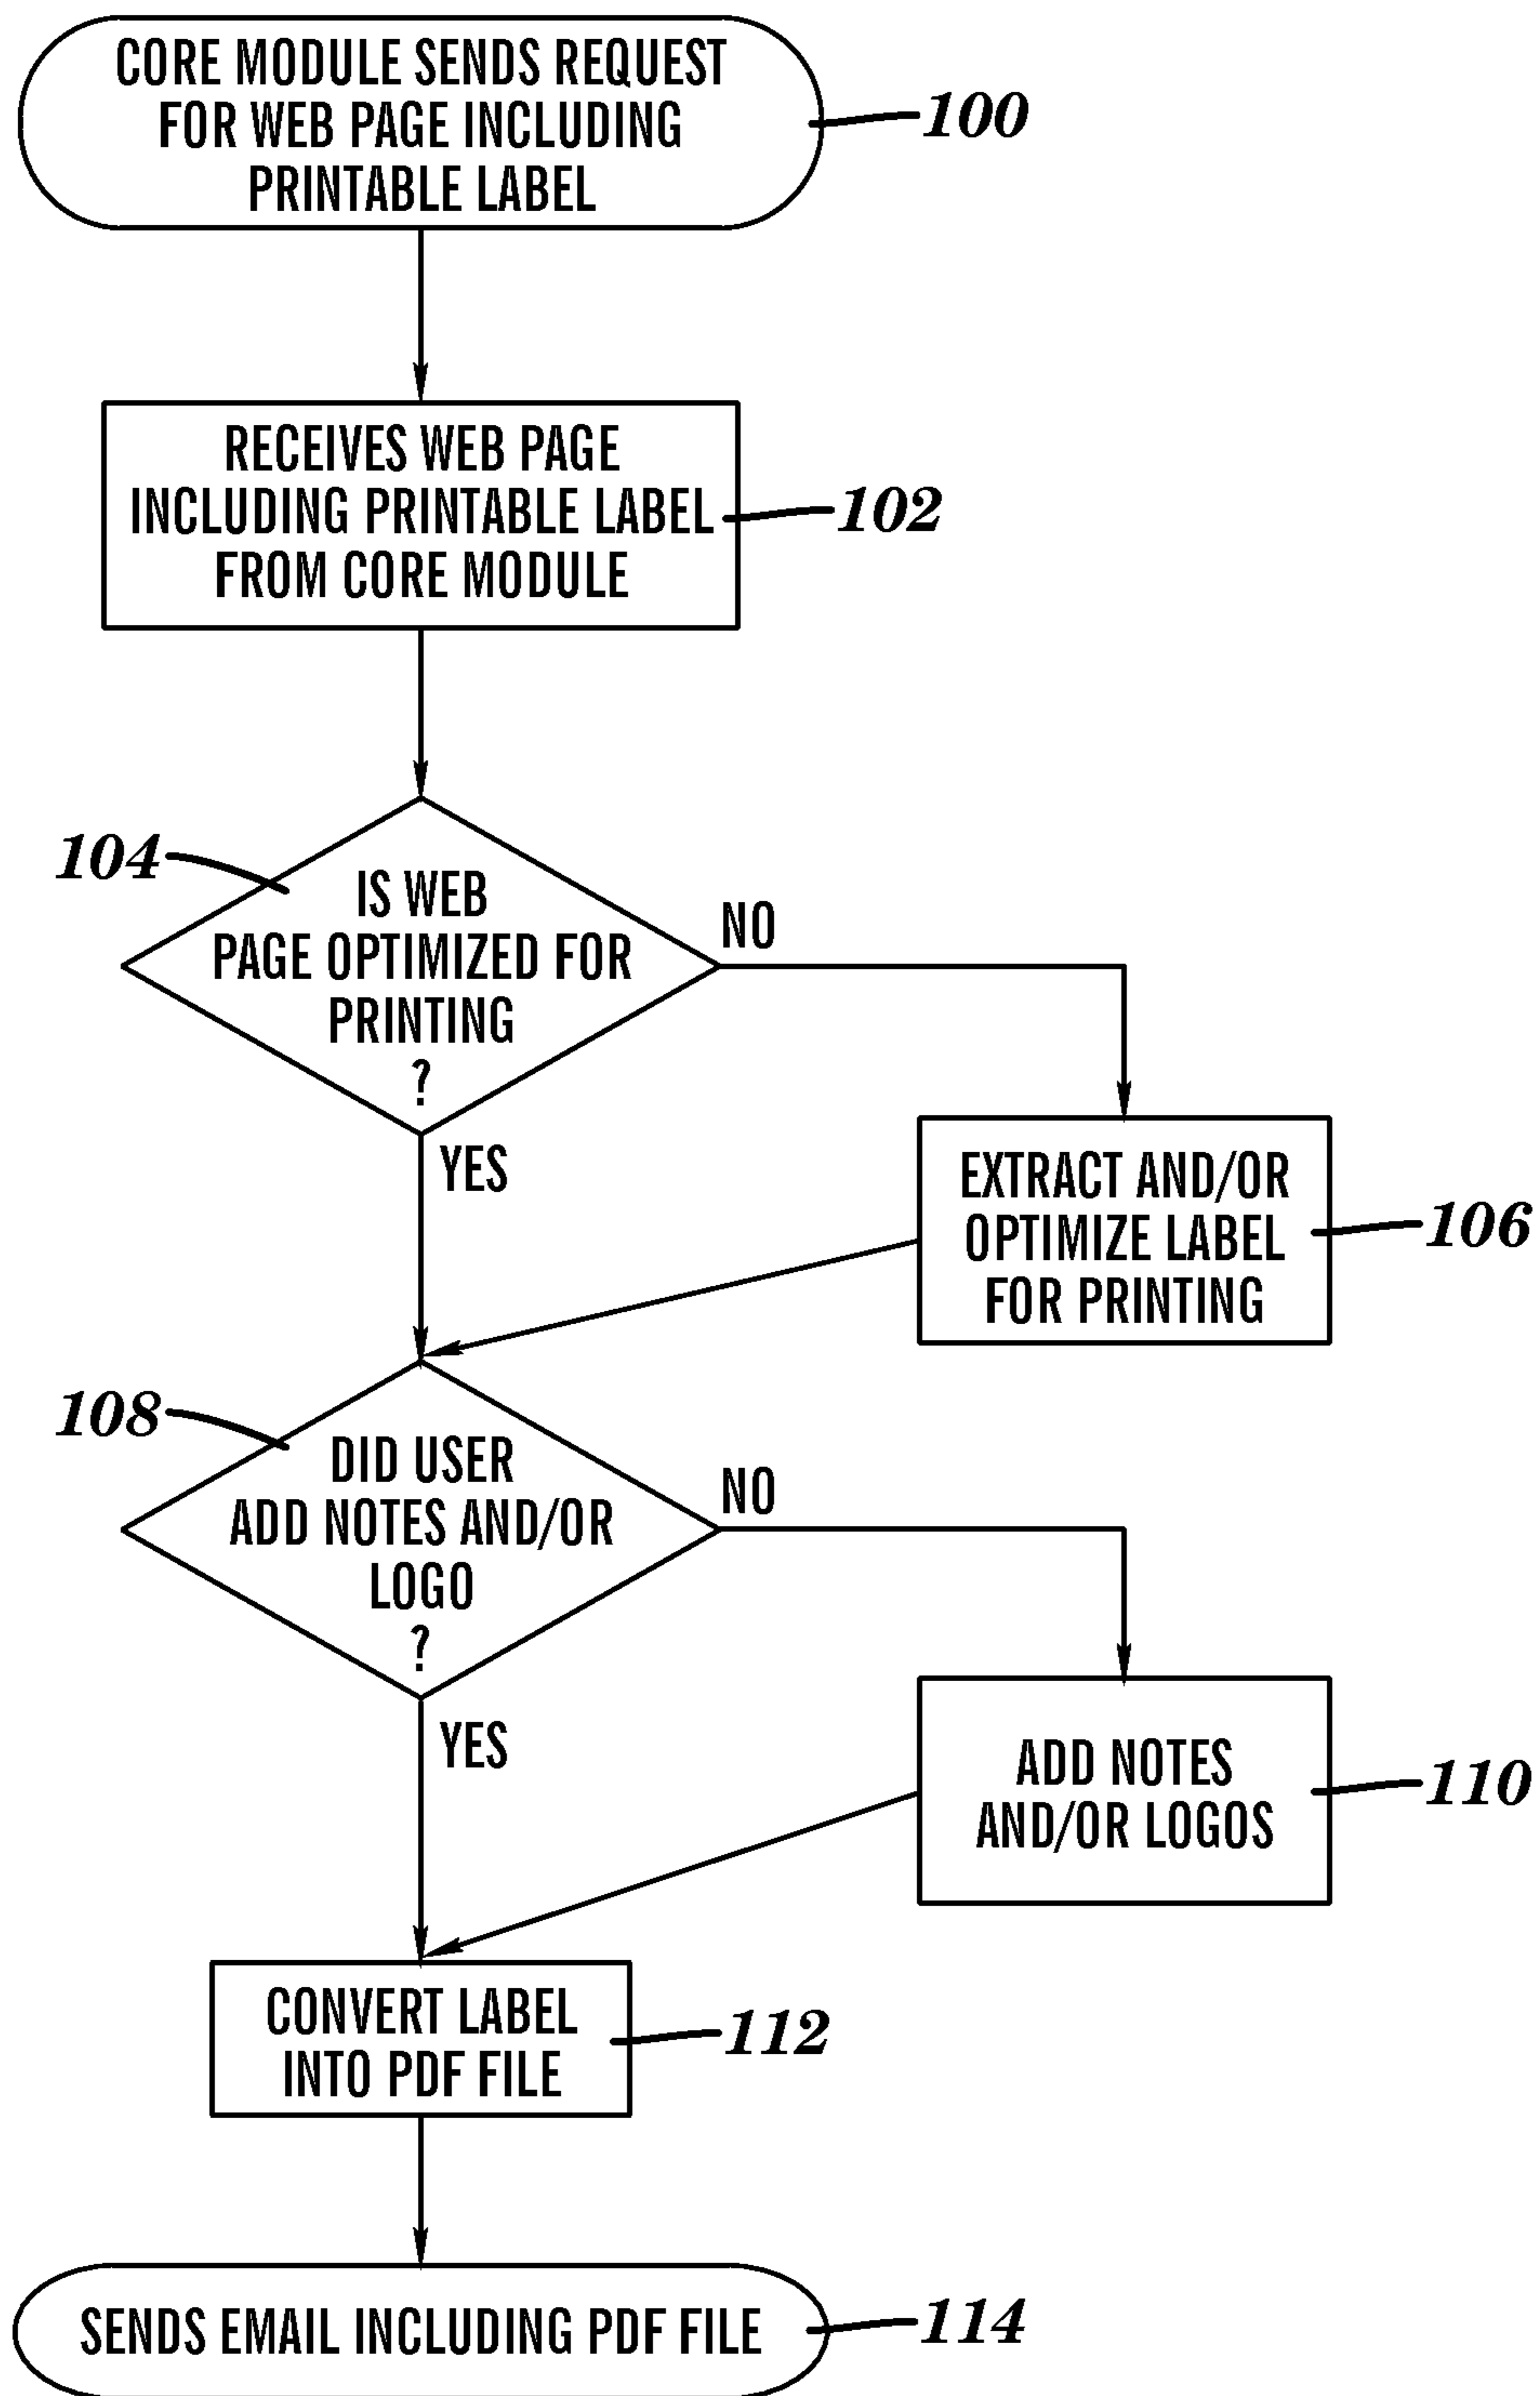 CORE MODULE SENDS REQUEST
FOR WEB PAGE INCLUDING
PRINTABLE LABEL
100
RECEIVES WEB PAGE
INCLUDING PRINTABLE LABEL
FROM CORE MODULE
102
104
IS WEB
PAGE OPTIMIZED FOR
PRINTING
?
NO
YES
EXTRACT AND/OR
OPTIMIZE LABEL
FOR PRINTING
106
108
DID USER
ADD NOTES AND/OR
LOGO
?
NO
YES
ADD NOTES
AND/OR LOGOS
110
CONVERT LABEL
INTO PDF FILE
112
SENDS EMAIL INCLUDING PDF FILE
114